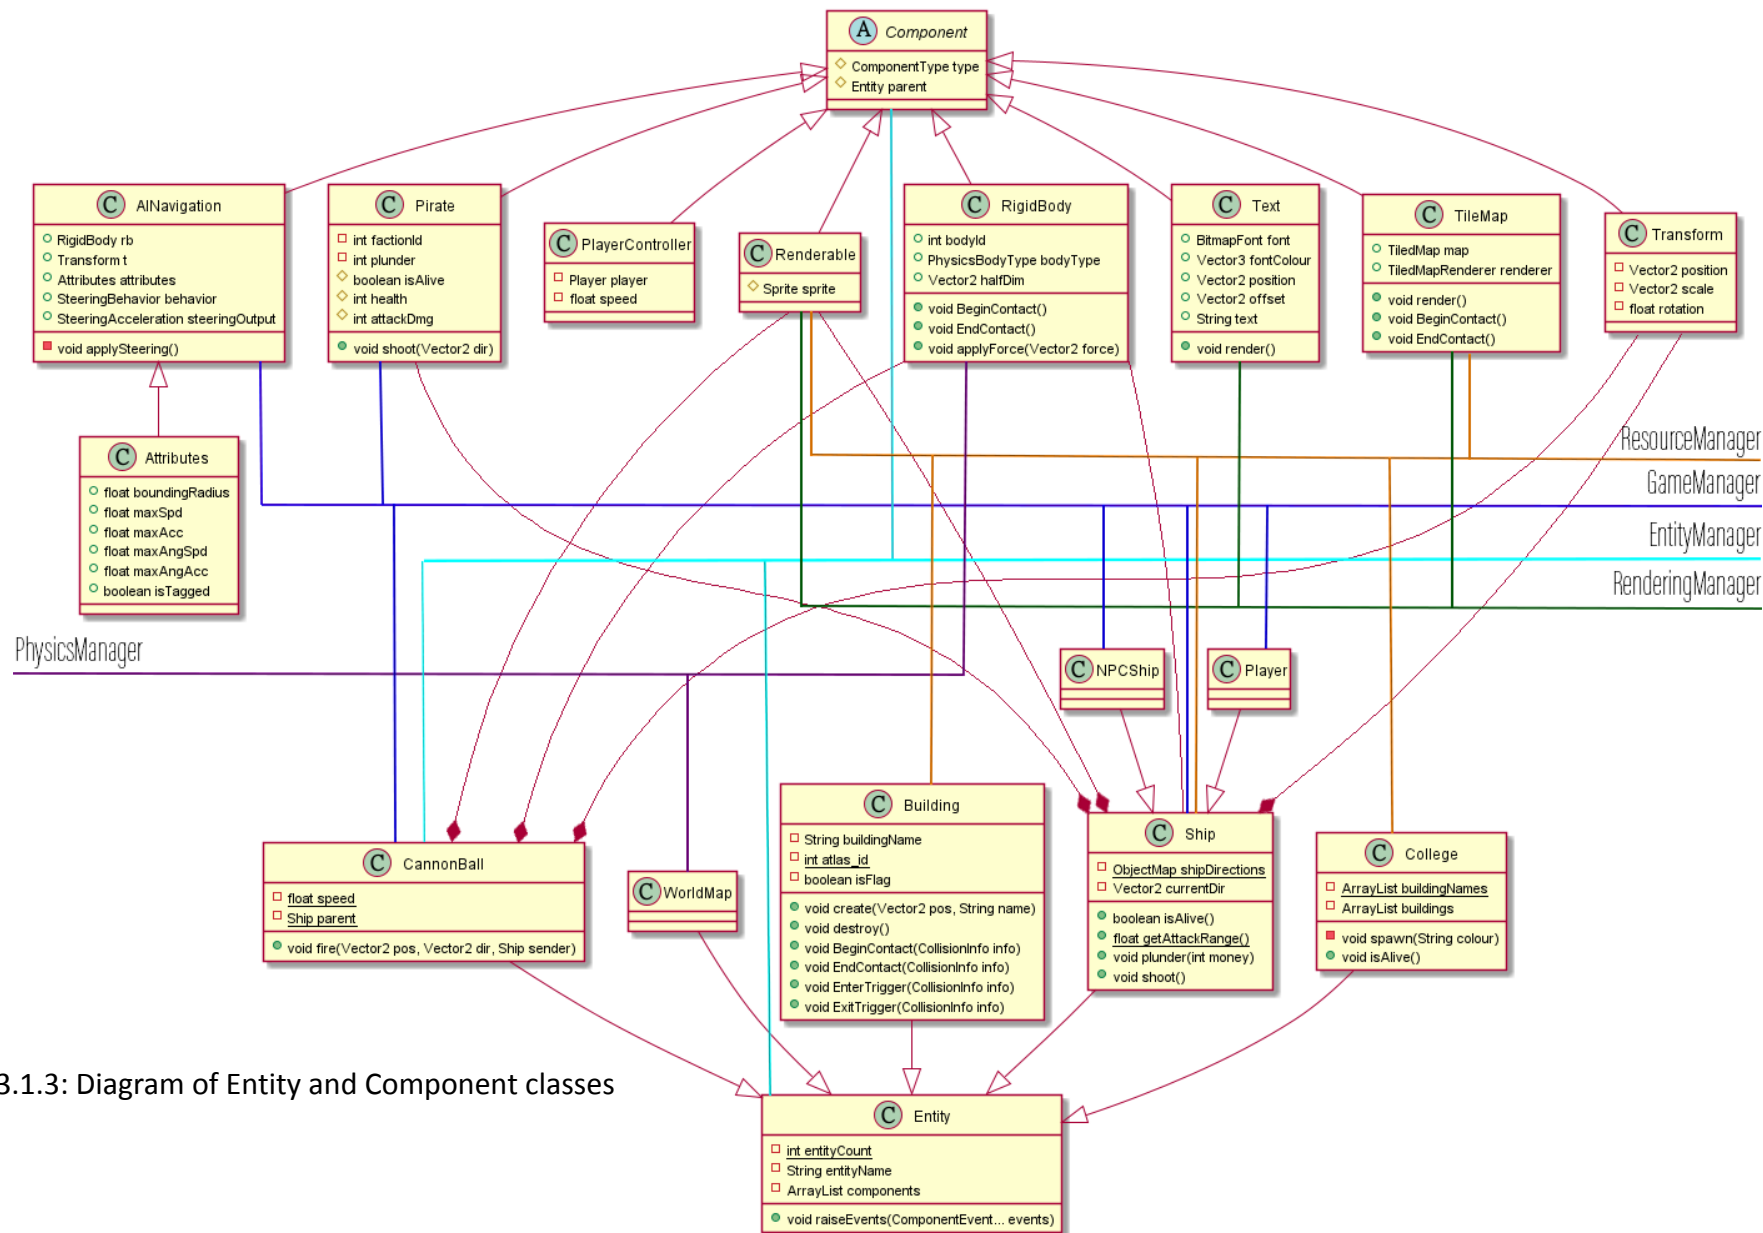 A Component
ComponentType type
Entity parent
C AINavigation
RigidBody rb
Transform t
Attributes attributes
SteeringBehavior behavior
SteeringAcceleration steeringOutput
void applySteering()
C Pirate
int factionId
int plunder
boolean isAlive
int health
int attackDmg
void shoot(Vector2 dir)
C PlayerController
Player player
float speed
C Renderable
Sprite sprite
C RigidBody
int bodyId
PhysicsBodyType bodyType
Vector2 halfDim
void BeginContact()
void EndContact()
void applyForce(Vector2 force)
C Text
BitmapFont font
Vector3 fontColour
Vector2 position
Vector2 offset
String text
void render()
C TileMap
TiledMap map
TiledMapRenderer renderer
void render()
void BeginContact()
void EndContact()
C Transform
Vector2 position
Vector2 scale
float rotation
C Attributes
float boundingRadius
float maxSpd
float maxAcc
float maxAngSpd
float maxAngAcc
boolean isTagged
ResourceManager
GameManager
EntityManager
RenderingManager
PhysicsManager
C NPCShip
C Player
C CannonBall
float speed
Ship parent
void fire(Vector2 pos, Vector2 dir, Ship sender)
C WorldMap
C Building
String buildingName
int atlas_id
boolean isFlag
void create(Vector2 pos, String name)
void destroy()
void BeginContact(CollisionInfo info)
void EndContact(CollisionInfo info)
void EnterTrigger(CollisionInfo info)
void ExitTrigger(CollisionInfo info)
C Ship
ObjectMap shipDirections
Vector2 currentDir
boolean isAlive()
float getAttackRange()
void plunder(int money)
void shoot()
C College
ArrayList buildingNames
ArrayList buildings
void spawn(String colour)
void isAlive()
3.1.3: Diagram of Entity and Component classes
C Entity
int entityCount
String entityName
ArrayList components
void raiseEvents(ComponentEvent... events)